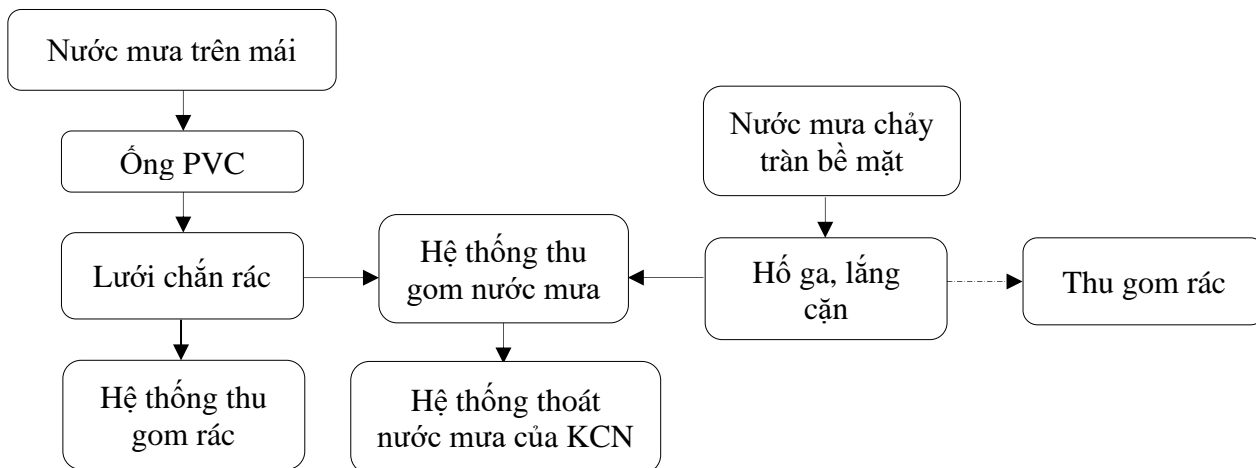 Nước mưa trên mái
Ống PVC
Lưới chắn rác
Hệ thống thu
gom rác
Hệ thống thu
gom nước mưa
Hệ thống thoát
nước mưa của KCN
Nước mưa chảy
tràn bề mặt
Hố ga, lắng
cặn
Thu gom rác